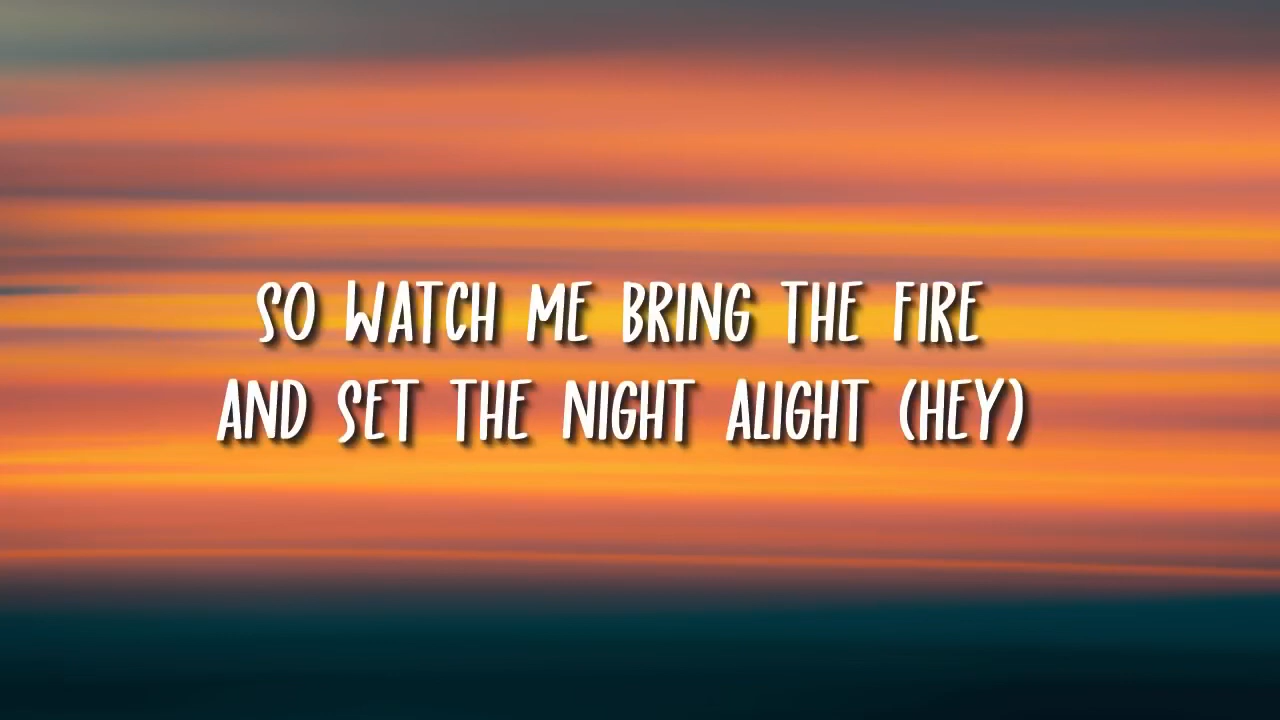 SO WATCH ME BRING THE FIRE
AND SET THE NIGHT ALIGHT (HEY)